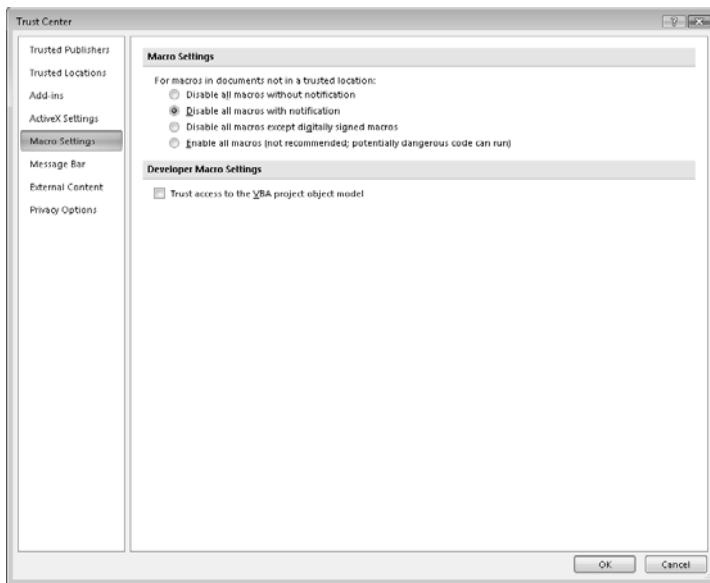 Trust Center
Trusted Publishers
Trusted Locations
Add-ins
ActiveX Settings
Macro Settings
Message Bar
External Content
Privacy Options
Macro Settings
For macros in documents not in a trusted location:
Disable all macros without notification
Disable all macros with notification
Disable all macros except digitally signed macros
Enable all macros (not recommended; potentially dangerous code can run)
Developer Macro Settings
Trust access to the VBA project object model
OK
Cancel